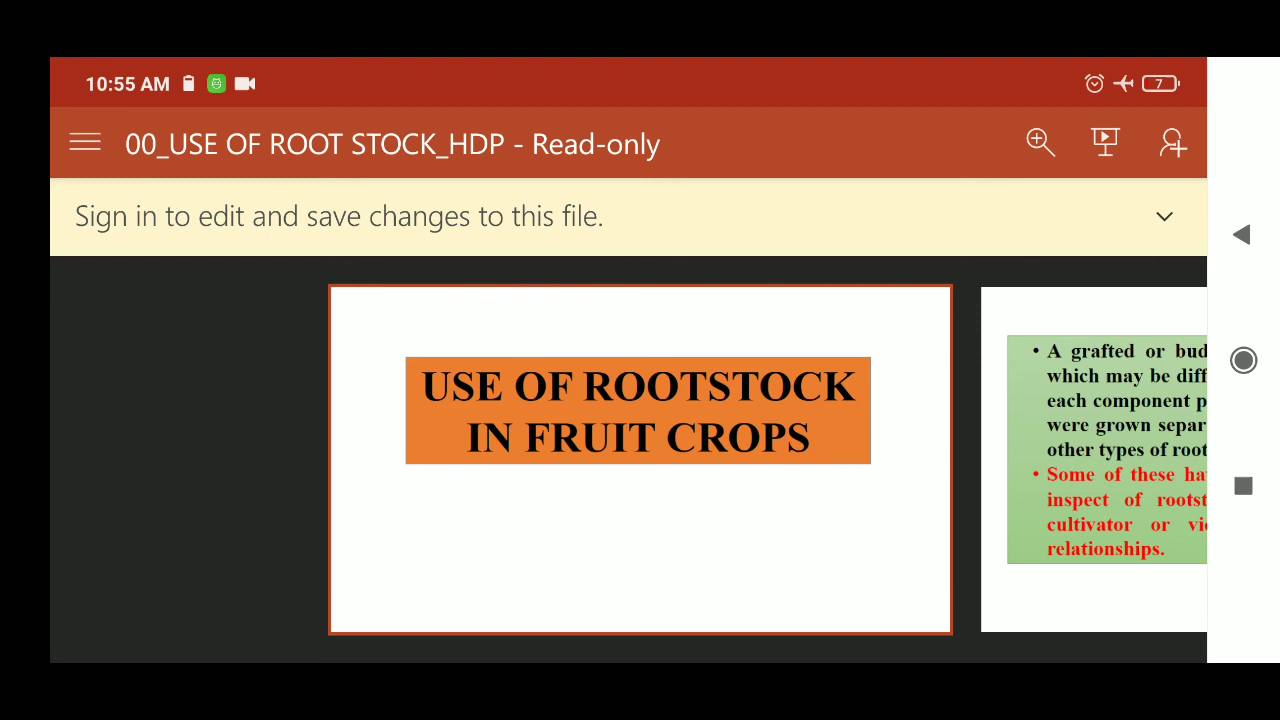 10:55 AM
7
00_USE OF ROOT STOCK_HDP - Read-only
Sign in to edit and save changes to this file.
USE OF ROOTSTOCK
IN FRUIT CROPS
• A grafted or bud
which may be diff
each component p
were grown separ
other types of root
• Some of these ha
inspect of rootst
cultivator or vi
relationships.